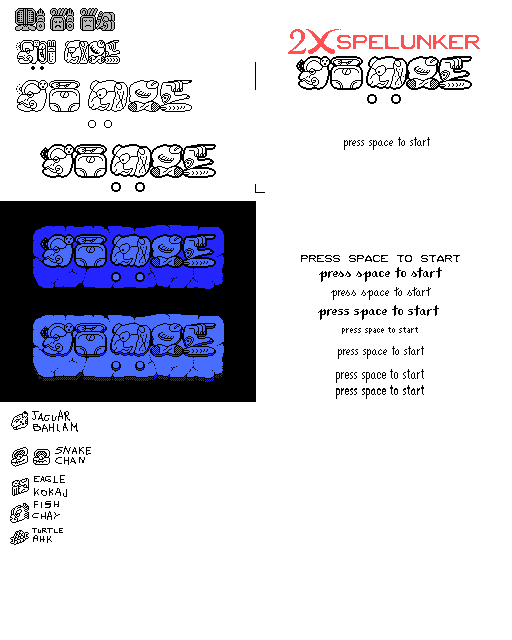 2X SPELUNKER
press space to start
PRESS SPACE TO START
press space to start
press space to start
press space to start
press space to start
press space to start
press space to start
press space to start
JAGUAR
BAHLAM
SNAKE
CHAN
EAGLE
KOKAJ
FISH
CHAY
TURTLE
AHK